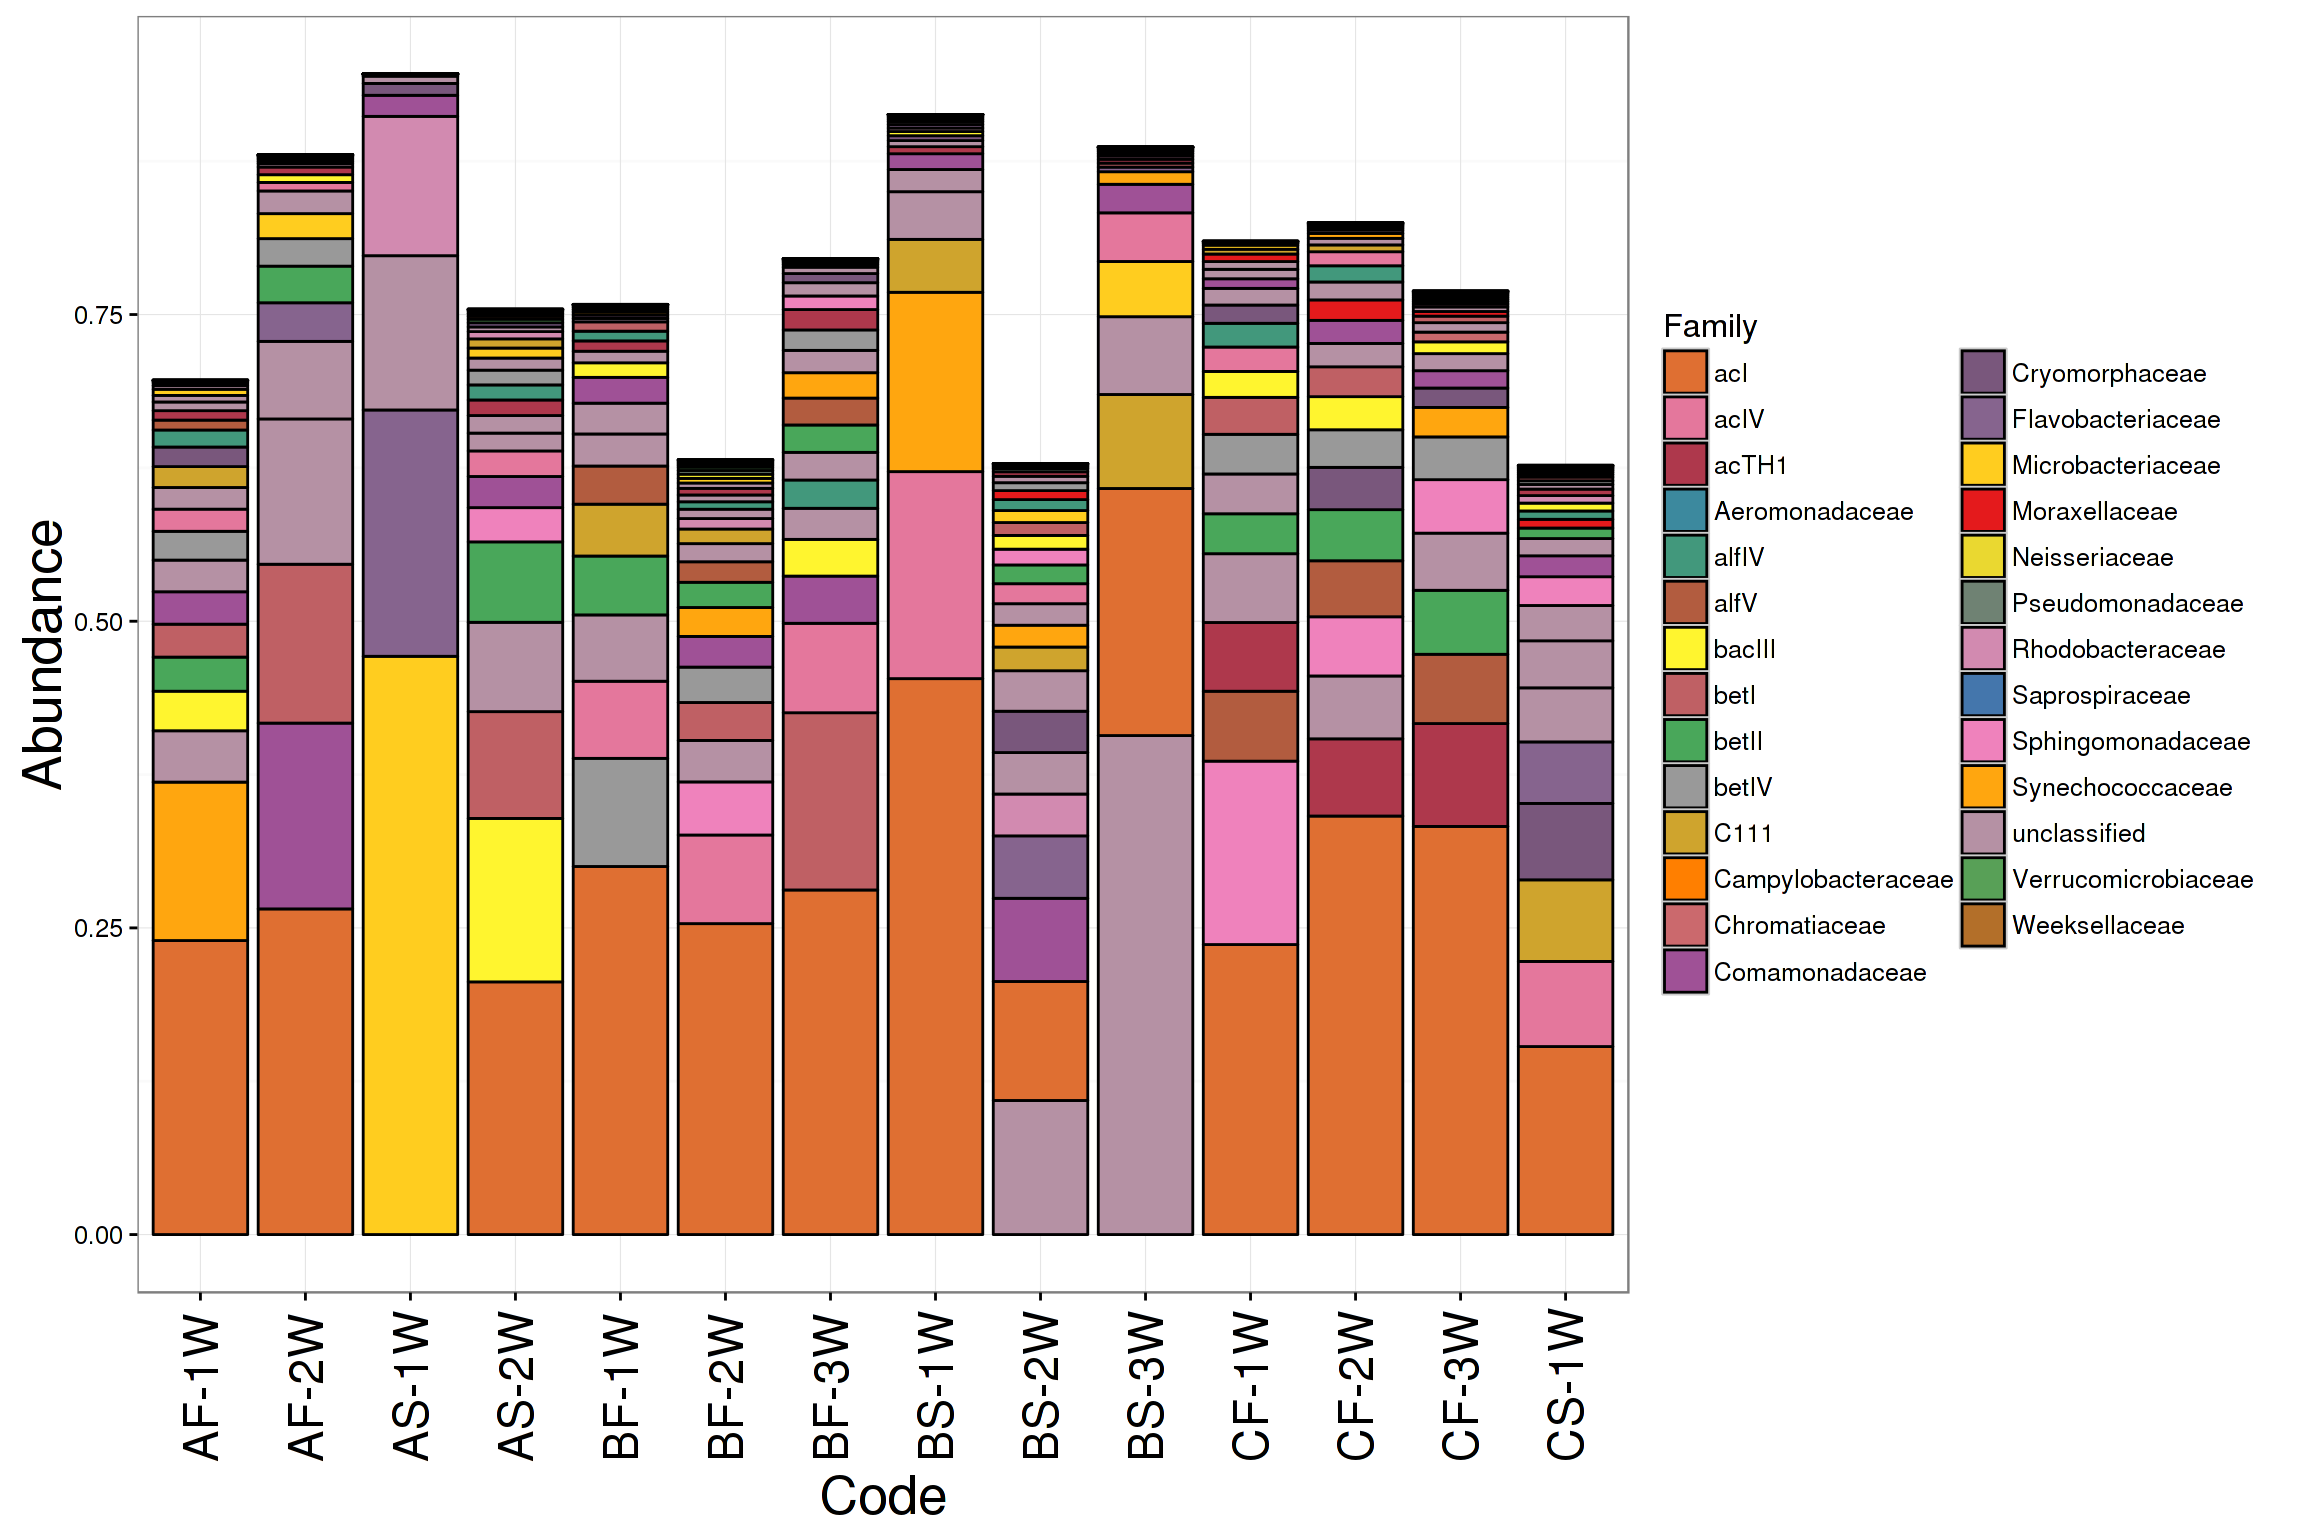 Abundance
0.75
0.50
0.25
0.00
AF-1W
AF-2W
AS-1W
AS-2W
BF-1W
BF-2W
BF-3W
BS-1W
BS-2W
BS-3W
CF-1W
CF-2W
CF-3W
CS-1W
Code
Family
acI
acIV
acTH1
Aeromonadaceae
alfIV
alfV
bacIII
betI
betII
betIV
C111
Campylobacteraceae
Chromatiaceae
Comamonadaceae
Cryomorphaceae
Flavobacteriaceae
Microbacteriaceae
Moraxellaceae
Neisseriaceae
Pseudomonadaceae
Rhodobacteraceae
Saprospiraceae
Sphingomonadaceae
Synechococcaceae
unclassified
Verrucomicrobiaceae
Weeksellaceae